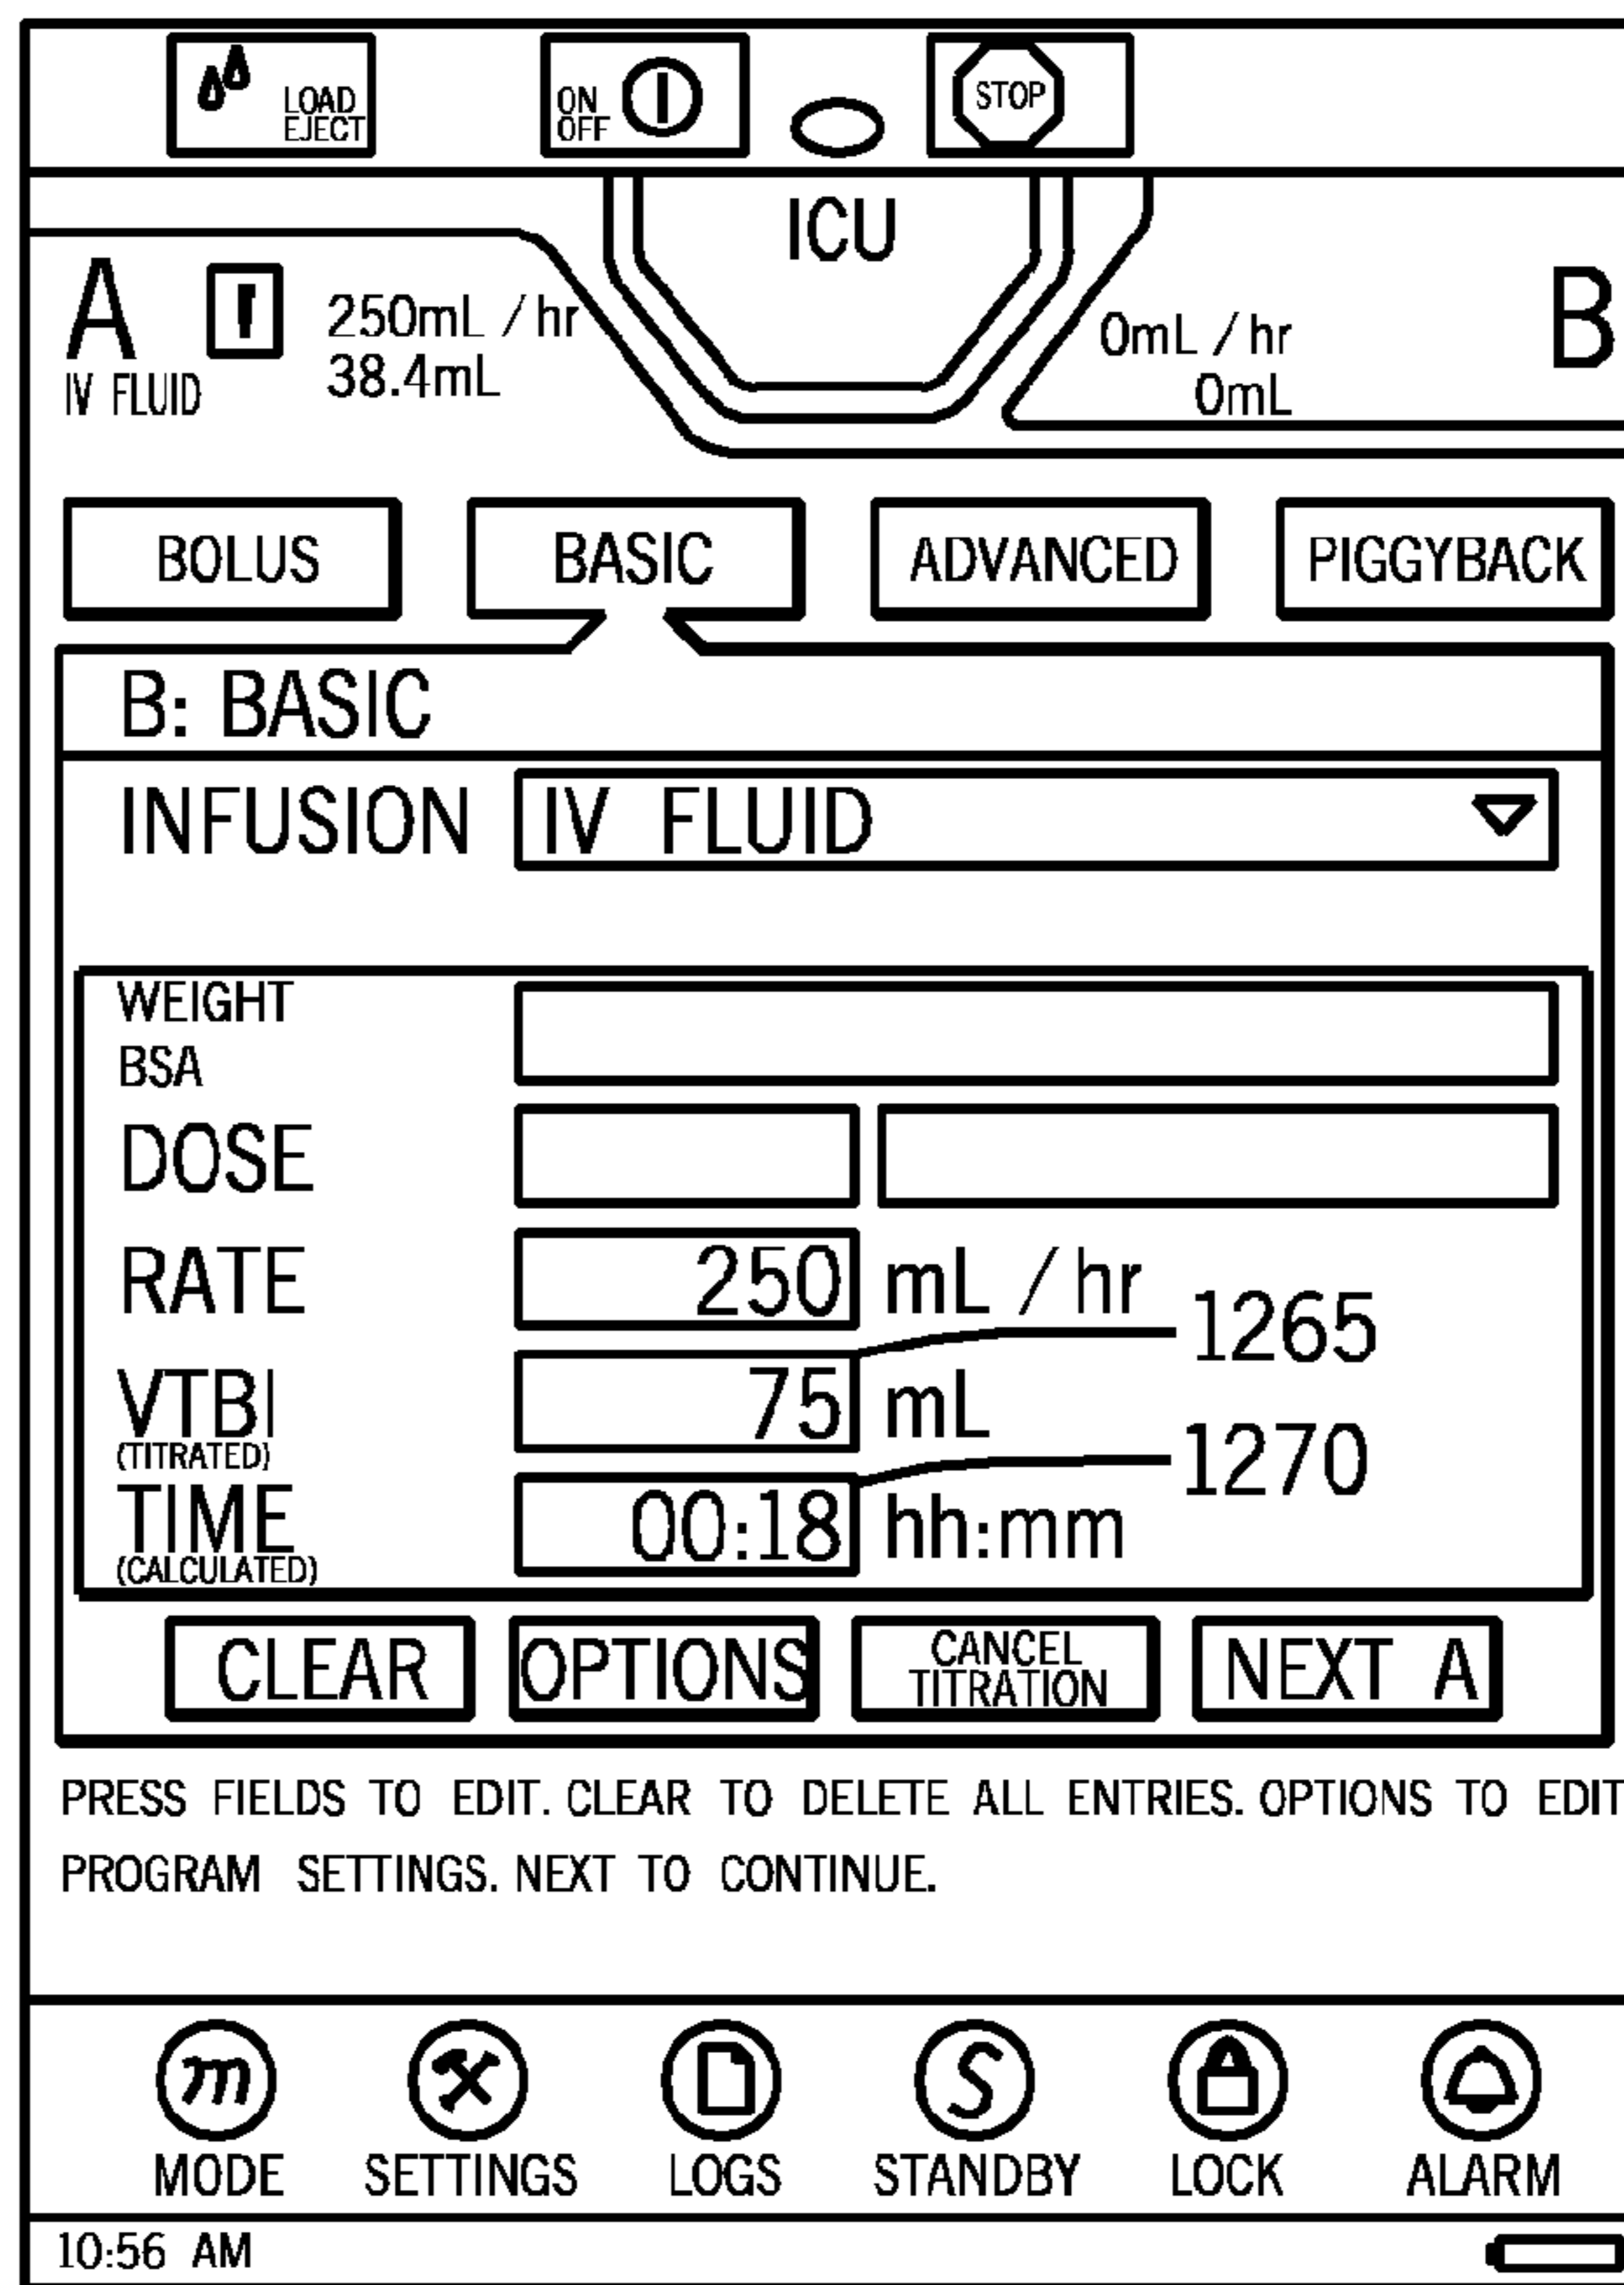 LOAD
EJECT
ON
OFF
STOP
ICU
A
IV FLUID
250mL / hr
38.4mL
0mL / hr
0mL
B
BOLUS
BASIC
ADVANCED
PIGGYBACK
B: BASIC
INFUSION IV FLUID
WEIGHT
BSA
DOSE
RATE 250 mL / hr
1265
VTBI 75 mL
(TITRATED)
1270
TIME 00:18 hh:mm
(CALCULATED)
CLEAR
OPTIONS
CANCEL
TITRATION
NEXT A
PRESS FIELDS TO EDIT. CLEAR TO DELETE ALL ENTRIES. OPTIONS TO EDIT
PROGRAM SETTINGS. NEXT TO CONTINUE.
m
S
MODE SETTINGS LOGS STANDBY LOCK ALARM
10:56 AM